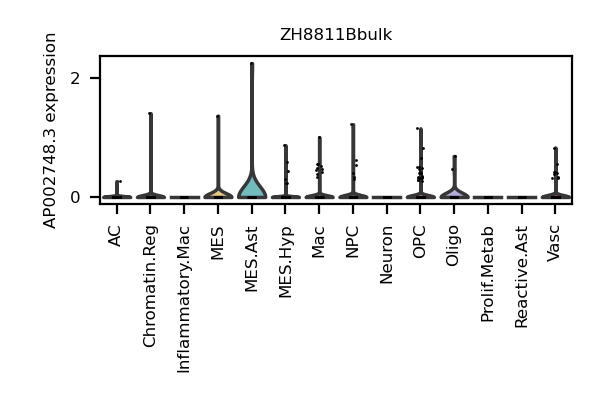 ZH8811Bbulk
AP002748.3 expression
2
0
AC
Chromatin.Reg
Inflammatory.Mac
MES
MES.Ast
MES.Hyp
Mac
NPC
Neuron
OPC
Oligo
Prolif.Metab
Reactive.Ast
Vasc